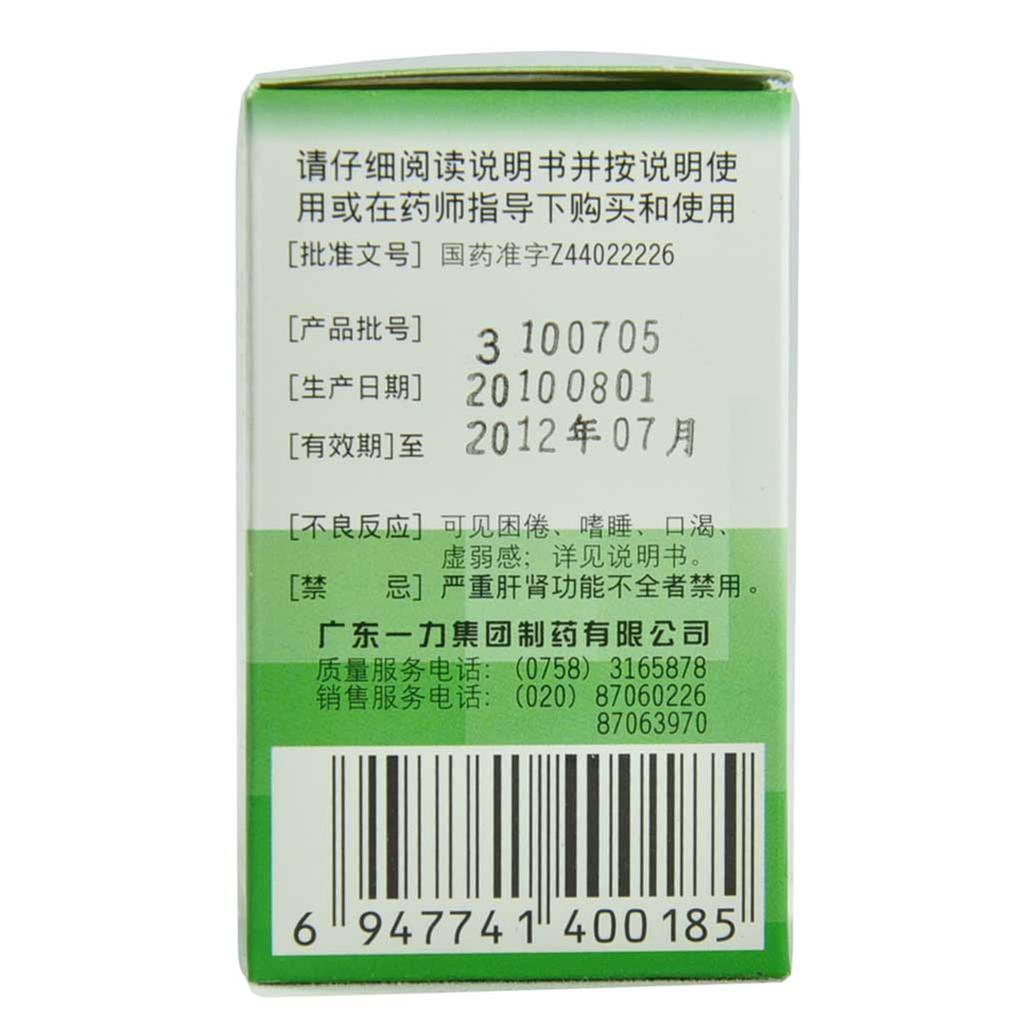 请仔细阅读说明书并按说明使
用或在药师指导下购买和使用
[批准文号] 国药准字Z44022226
[产品批号] 3 100705
[生产日期] 20100801
[有效期]至 2012年07月
[不良反应] 可见困倦、嗜睡、口渴、
虚弱感；详见说明书。
[禁 忌] 严重肝肾功能不全者禁用。
广东一力集团制药有限公司
质量服务电话：(0758) 3165878
销售服务电话：(020) 87060226
87063970
6 947741 400185